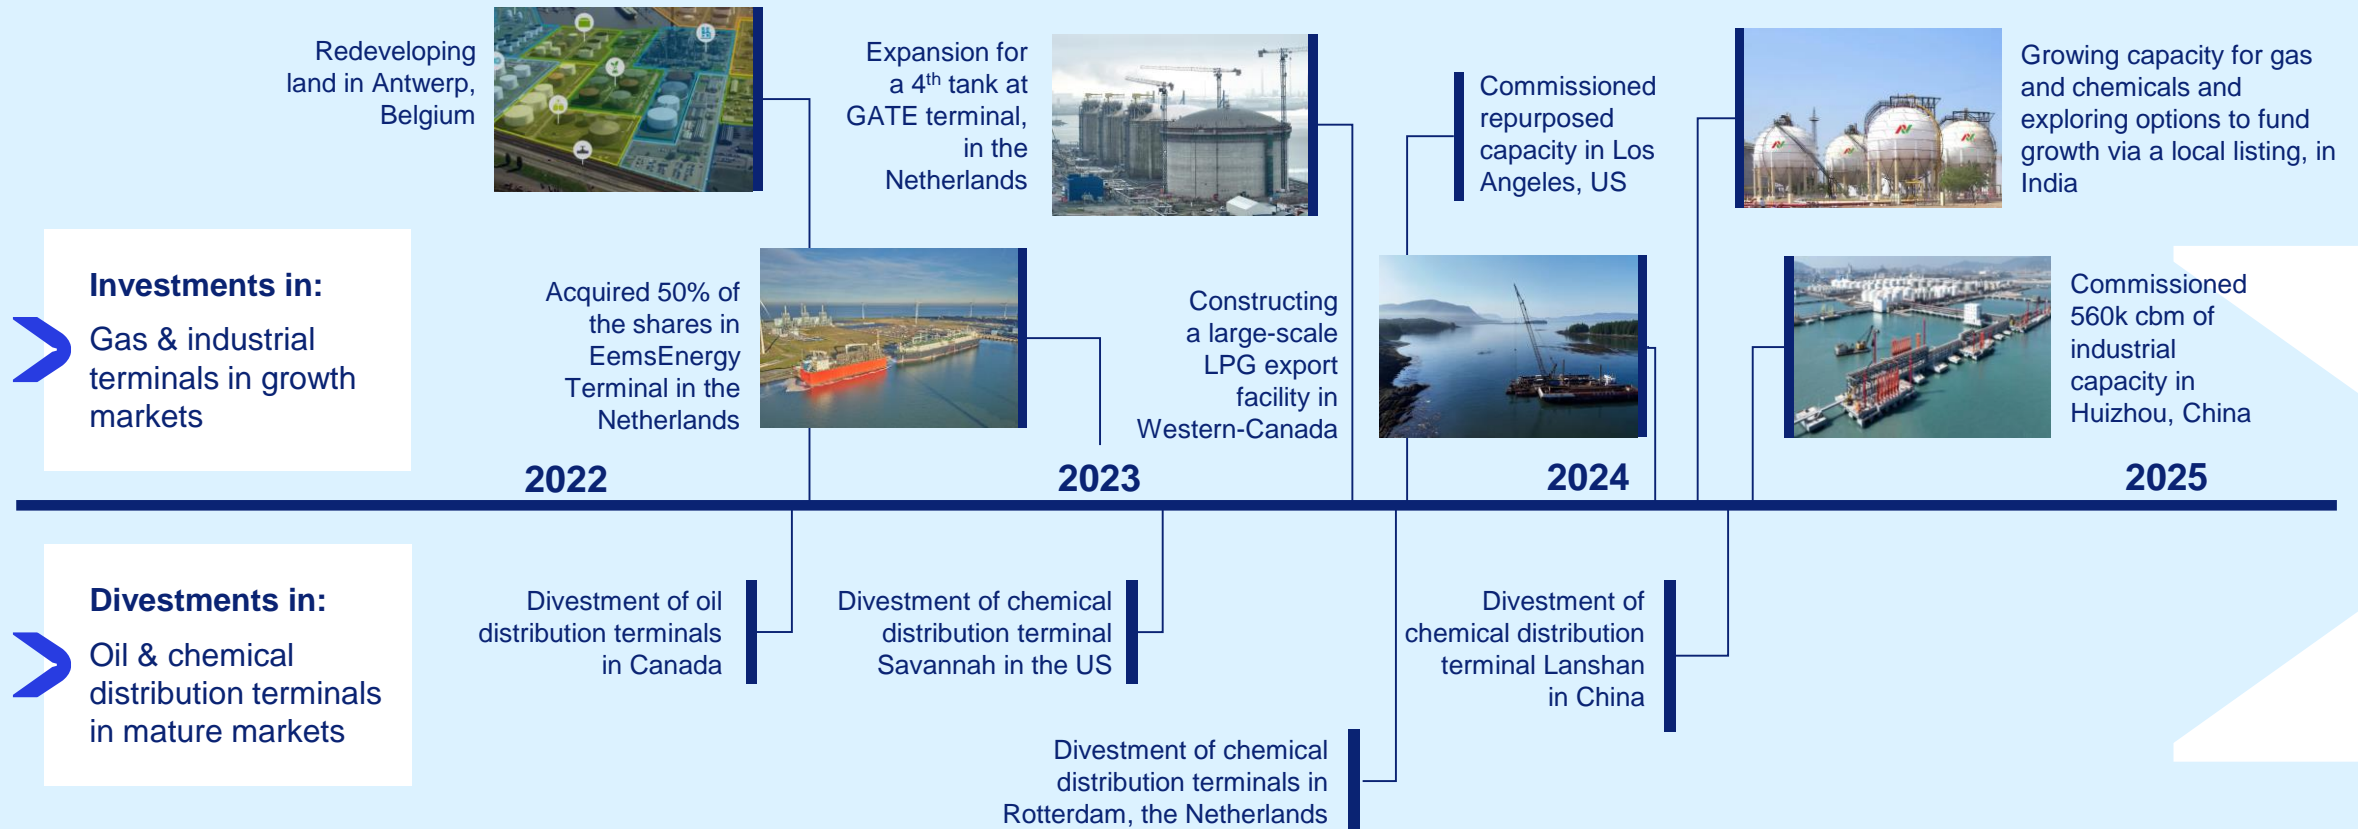 Redeveloping
land in Antwerp,
Belgium
Expansion for
a 4th tank at
GATE terminal,
in the
Netherlands
Commissioned
repurposed
capacity in Los
Angeles, US
Growing capacity for gas
and chemicals and
exploring options to fund
growth via a local listing, in
India
Investments in:
Gas & industrial
terminals in growth
markets
Acquired 50% of
the shares in
EemsEnergy
Terminal in the
Netherlands
Constructing
a large-scale
LPG export
facility in
Western-Canada
Commissioned
560k cbm of
industrial
capacity in
Huizhou, China
2022
2023
2024
2025
Divestments in:
Oil & chemical
distribution terminals
in mature markets
Divestment of oil
distribution terminals
in Canada
Divestment of chemical
distribution terminal
Savannah in the US
Divestment of
chemical distribution
terminal Lanshan
in China
Divestment of chemical
distribution terminals in
Rotterdam, the Netherlands